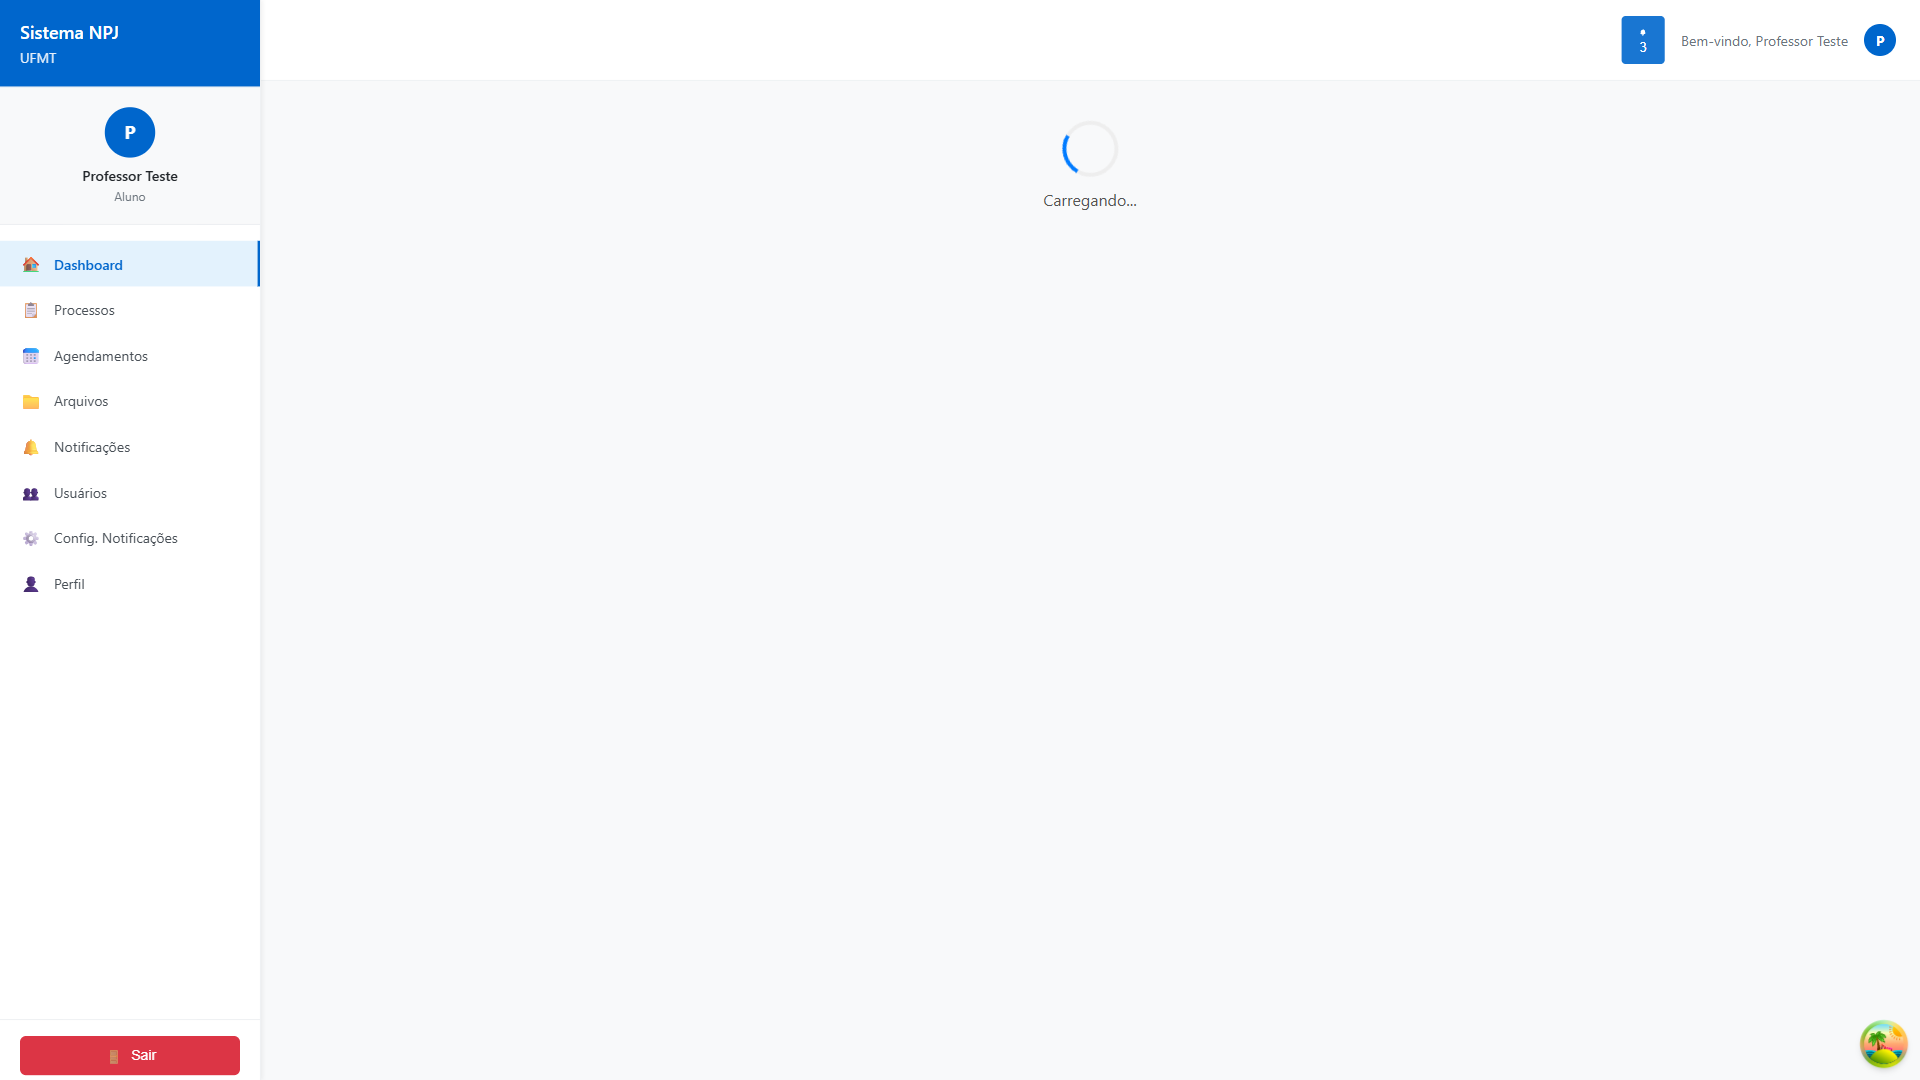 Sistema NPJ
UFMT
P
Professor Teste
Aluno
Dashboard
Processos
Agendamentos
Arquivos
Notificações
Usuários
Config. Notificações
Perfil
Sair
3
Bem-vindo, Professor Teste
P
Carregando...